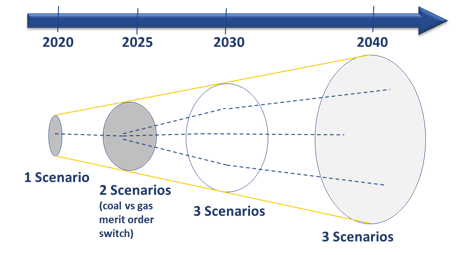 2020 2025 2030 2040
1 Scenario
2 Scenarios
(coal vs gas
merit order
switch)
3 Scenarios
3 Scenarios